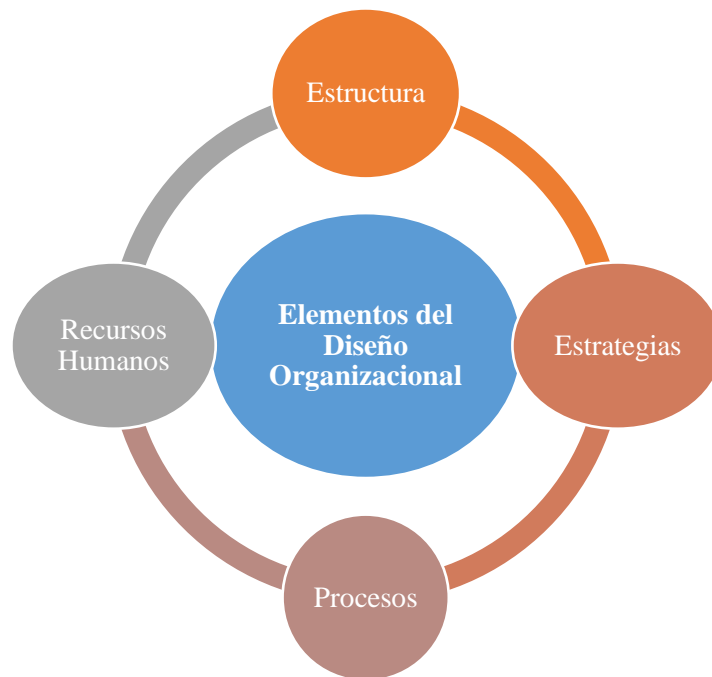 Estructura
Elementos del
Diseño
Organizacional
Recursos
Humanos
Estrategias
Procesos